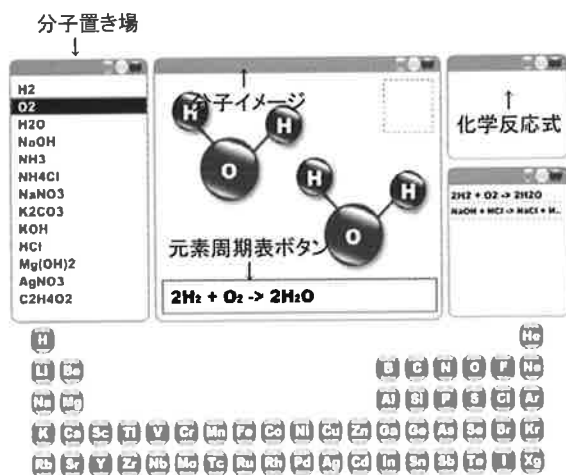 分子置き場
↓
H2
O2
H2O
NaOH
NH3
NH4Cl
NaNO3
K2CO3
KOH
HCl
Mg(OH)2
AgNO3
C2H4O2
↑
分子イメージ
H H
O
H H
O
元素周期表ボタン
↓
2H₂ + O₂ -> 2H₂O
↑
化学反応式
2H2 + O2 -> 2H2O
NaOH + HCl -> NaCl + H..
H He
Li Be B C N O F Ne
Na Mg Al Si P S Cl Ar
K Ca Sc Ti V Cr Mn Fe Co Ni Cu Zn Ga Ge As Se Br Kr
Rb Sr Y Zr Nb Mo Tc Ru Rh Pd Ag Cd In Sn Sb Te I Xg